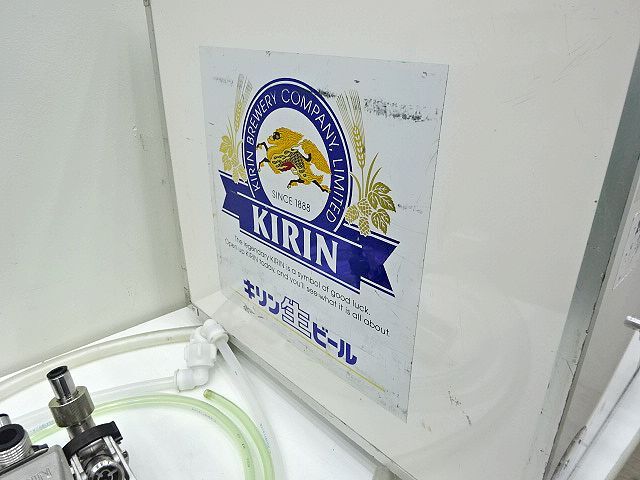 KIRIN BREWERY COMPANY, LIMITED
SINCE 1888
KIRIN
The legendary KIRIN is a symbol of good luck.
Open up KIRIN today, and you'll see what it is all about.
キリン生ビール